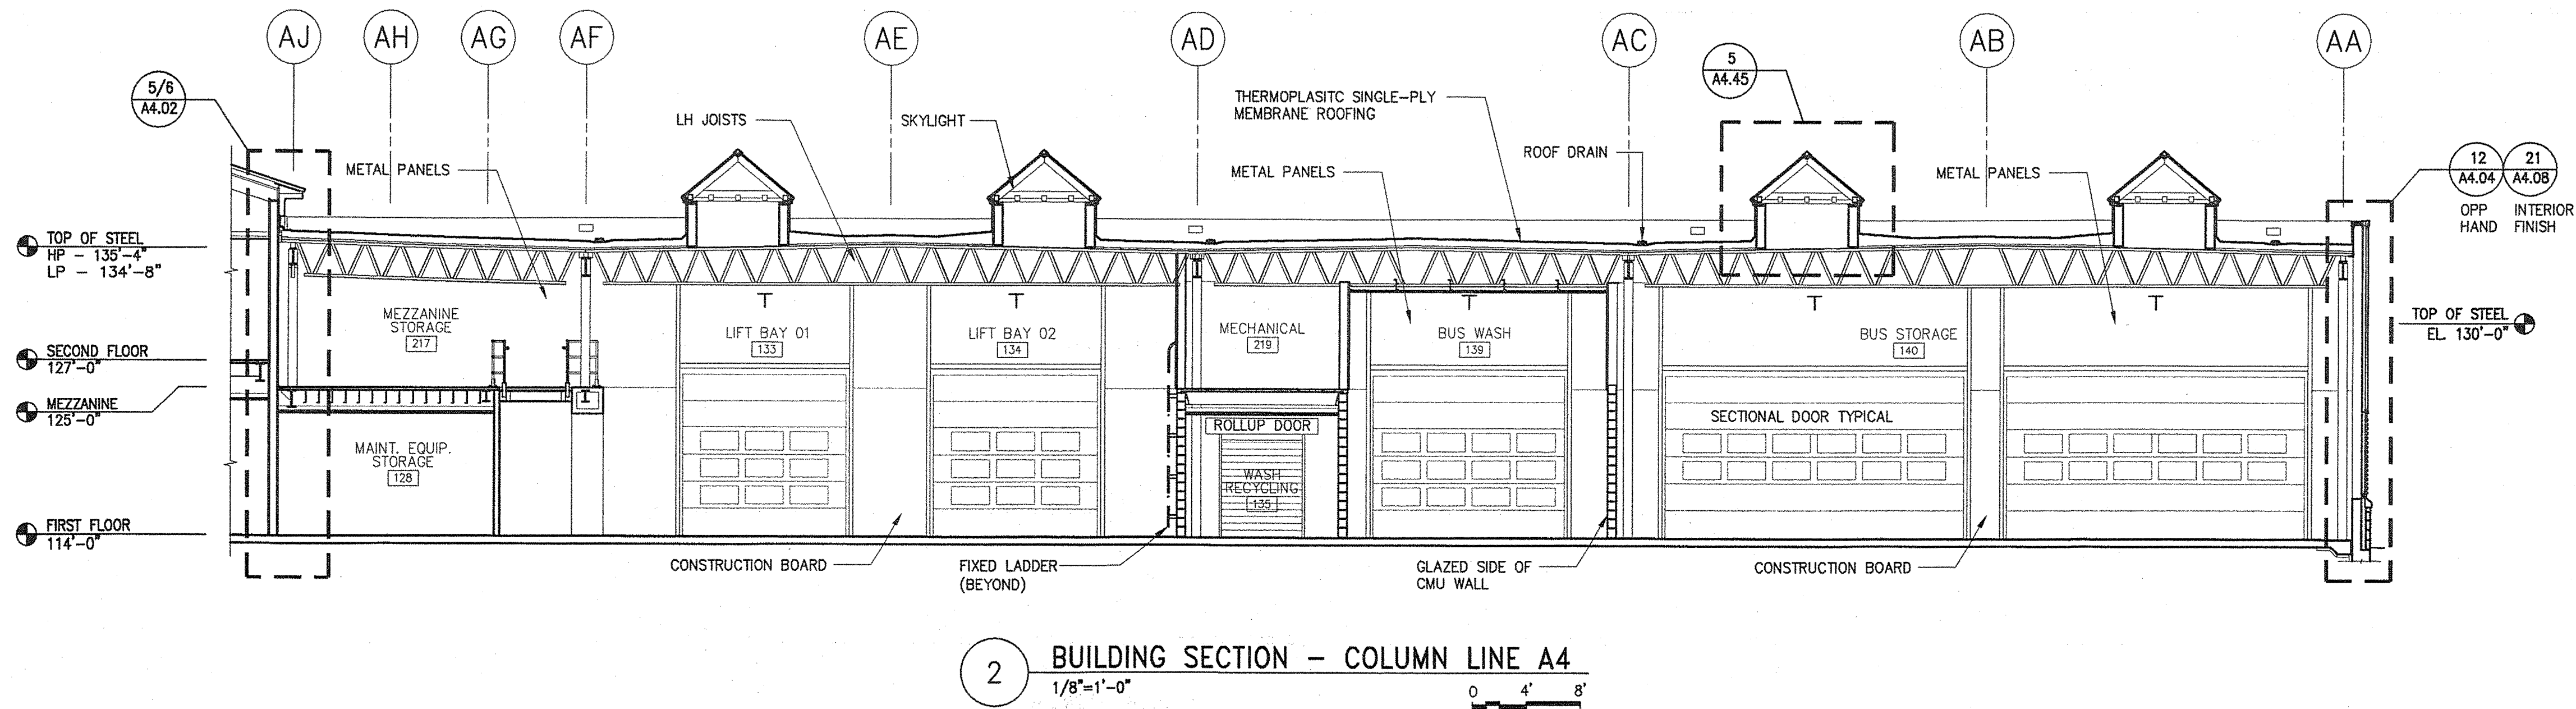 AJ
AH
AG
AF
AE
AD
AC
AB
AA
5/6
A4.02
5
A4.45
12
A4.04
21
A4.08
OPP
HAND
INTERIOR
FINISH
METAL PANELS
LH JOISTS
SKYLIGHT
THERMOPLASITC SINGLE-PLY
MEMBRANE ROOFING
METAL PANELS
ROOF DRAIN
METAL PANELS
TOP OF STEEL
HP - 135'-4"
LP - 134'-8"
SECOND FLOOR
127'-0"
MEZZANINE
125'-0"
FIRST FLOOR
114'-0"
TOP OF STEEL
EL. 130'-0"
MEZZANINE
STORAGE
217
MAINT. EQUIP.
STORAGE
128
LIFT BAY 01
133
LIFT BAY 02
134
MECHANICAL
219
ROLLUP DOOR
WASH
RECYCLING
135
BUS WASH
139
BUS STORAGE
140
SECTIONAL DOOR TYPICAL
CONSTRUCTION BOARD
FIXED LADDER
(BEYOND)
GLAZED SIDE OF
CMU WALL
CONSTRUCTION BOARD
2
BUILDING SECTION - COLUMN LINE A4
1/8"=1'-0"
0 4' 8'